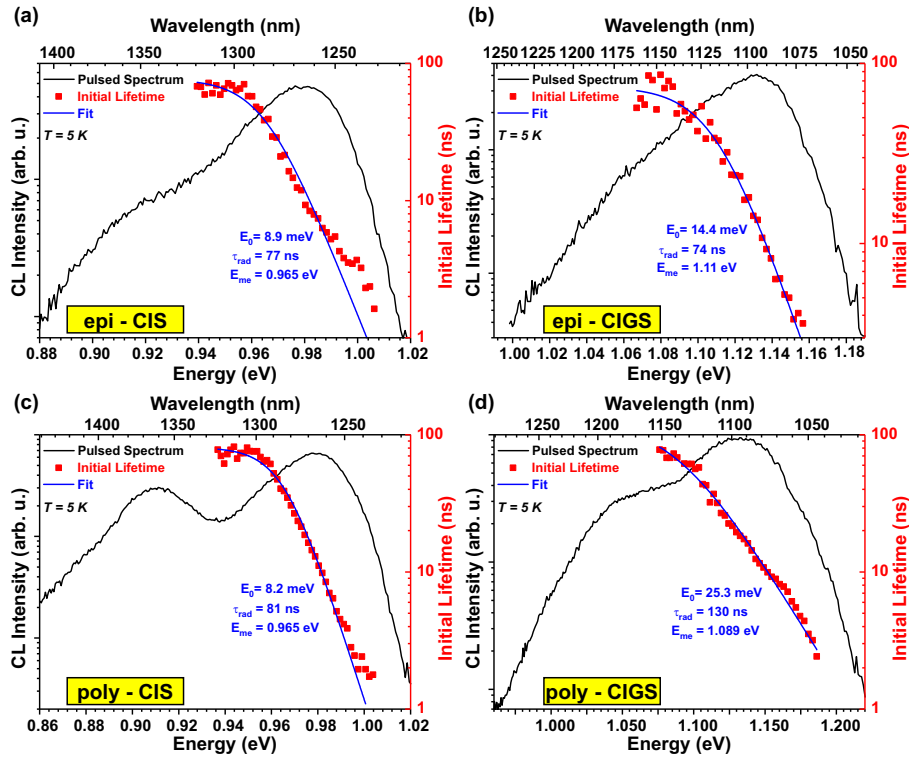 (a)
Wavelength (nm)
1400 1360 1320 1280 1240
Pulsed Spectrum
Initial Lifetime
Fit
T = 5 K
E0= 8.9 meV
τrad = 77 ns
Eme = 0.965 eV
epi - CIS
CL Intensity (arb. u.)
100
10
1
Initial Lifetime (ns)
0.88 0.90 0.92 0.94 0.96 0.98 1.00 1.02
Energy (eV)
(b)
Wavelength (nm)
1250 1225 1200 1175 1150 1125 1100 1075 1050
Pulsed Spectrum
Initial Lifetime
Fit
T = 5 K
E0 = 14.4 meV
τrad = 74 ns
Eme = 1.11 eV
epi - CIGS
CL Intensity (arb. u.)
100
10
Initial Lifetime (ns)
1.00 1.02 1.04 1.06 1.08 1.10 1.13 1.14 1.16 1.18
Energy (eV)
(c)
Wavelength (nm)
1400 1350 1300 1250
Pulsed Spectrum
Initial Lifetime
Fit
T = 5 K
E0 = 8.2 meV
τrad = 81 ns
Eme = 0.965 eV
poly - CIS
CL Intensity (arb. u.)
100
10
1
Initial Lifetime (ns)
0.86 0.88 0.90 0.92 0.94 0.96 0.98 1.00 1.02
Energy (eV)
(d)
Wavelength (nm)
1250 1200 1150 1100 1050
Pulsed Spectrum
Initial Lifetime
Fit
T = 5 K
E0 = 25.3 meV
τrad = 130 ns
Eme = 1.089 eV
poly - CIGS
CL Intensity (arb. u.)
100
10
1
Initial Lifetime (ns)
1.000 1.050 1.100 1.150 1.200
Energy (eV)